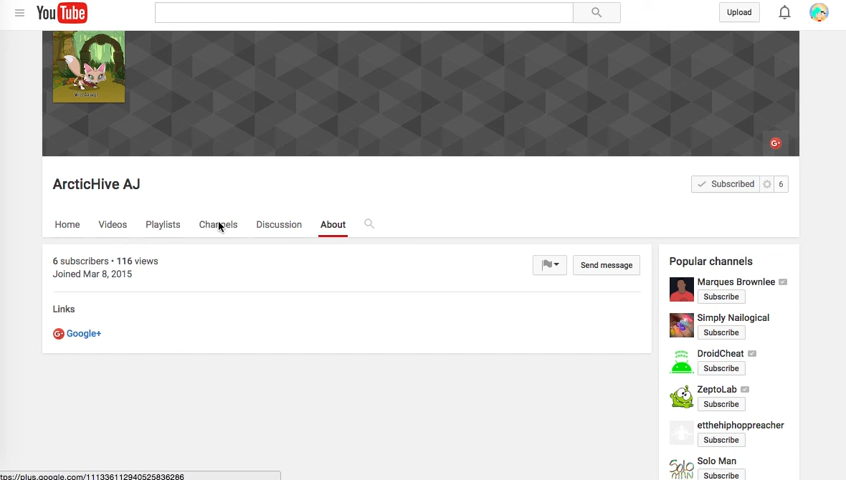 YouTube
Upload
ArcticHive AJ
Subscribed 6
Home Videos Playlists Channels Discussion About
6 subscribers • 116 views
Joined Mar 8, 2015
Send message
Links
Google+
Popular channels
Marques Brownlee
Subscribe
Simply Nailogical
Subscribe
DroidCheat
Subscribe
ZeptoLab
Subscribe
etthehiphoppreacher
Subscribe
Solo Man
Subscribe
ttps://plus.google.com/111336112940525836286